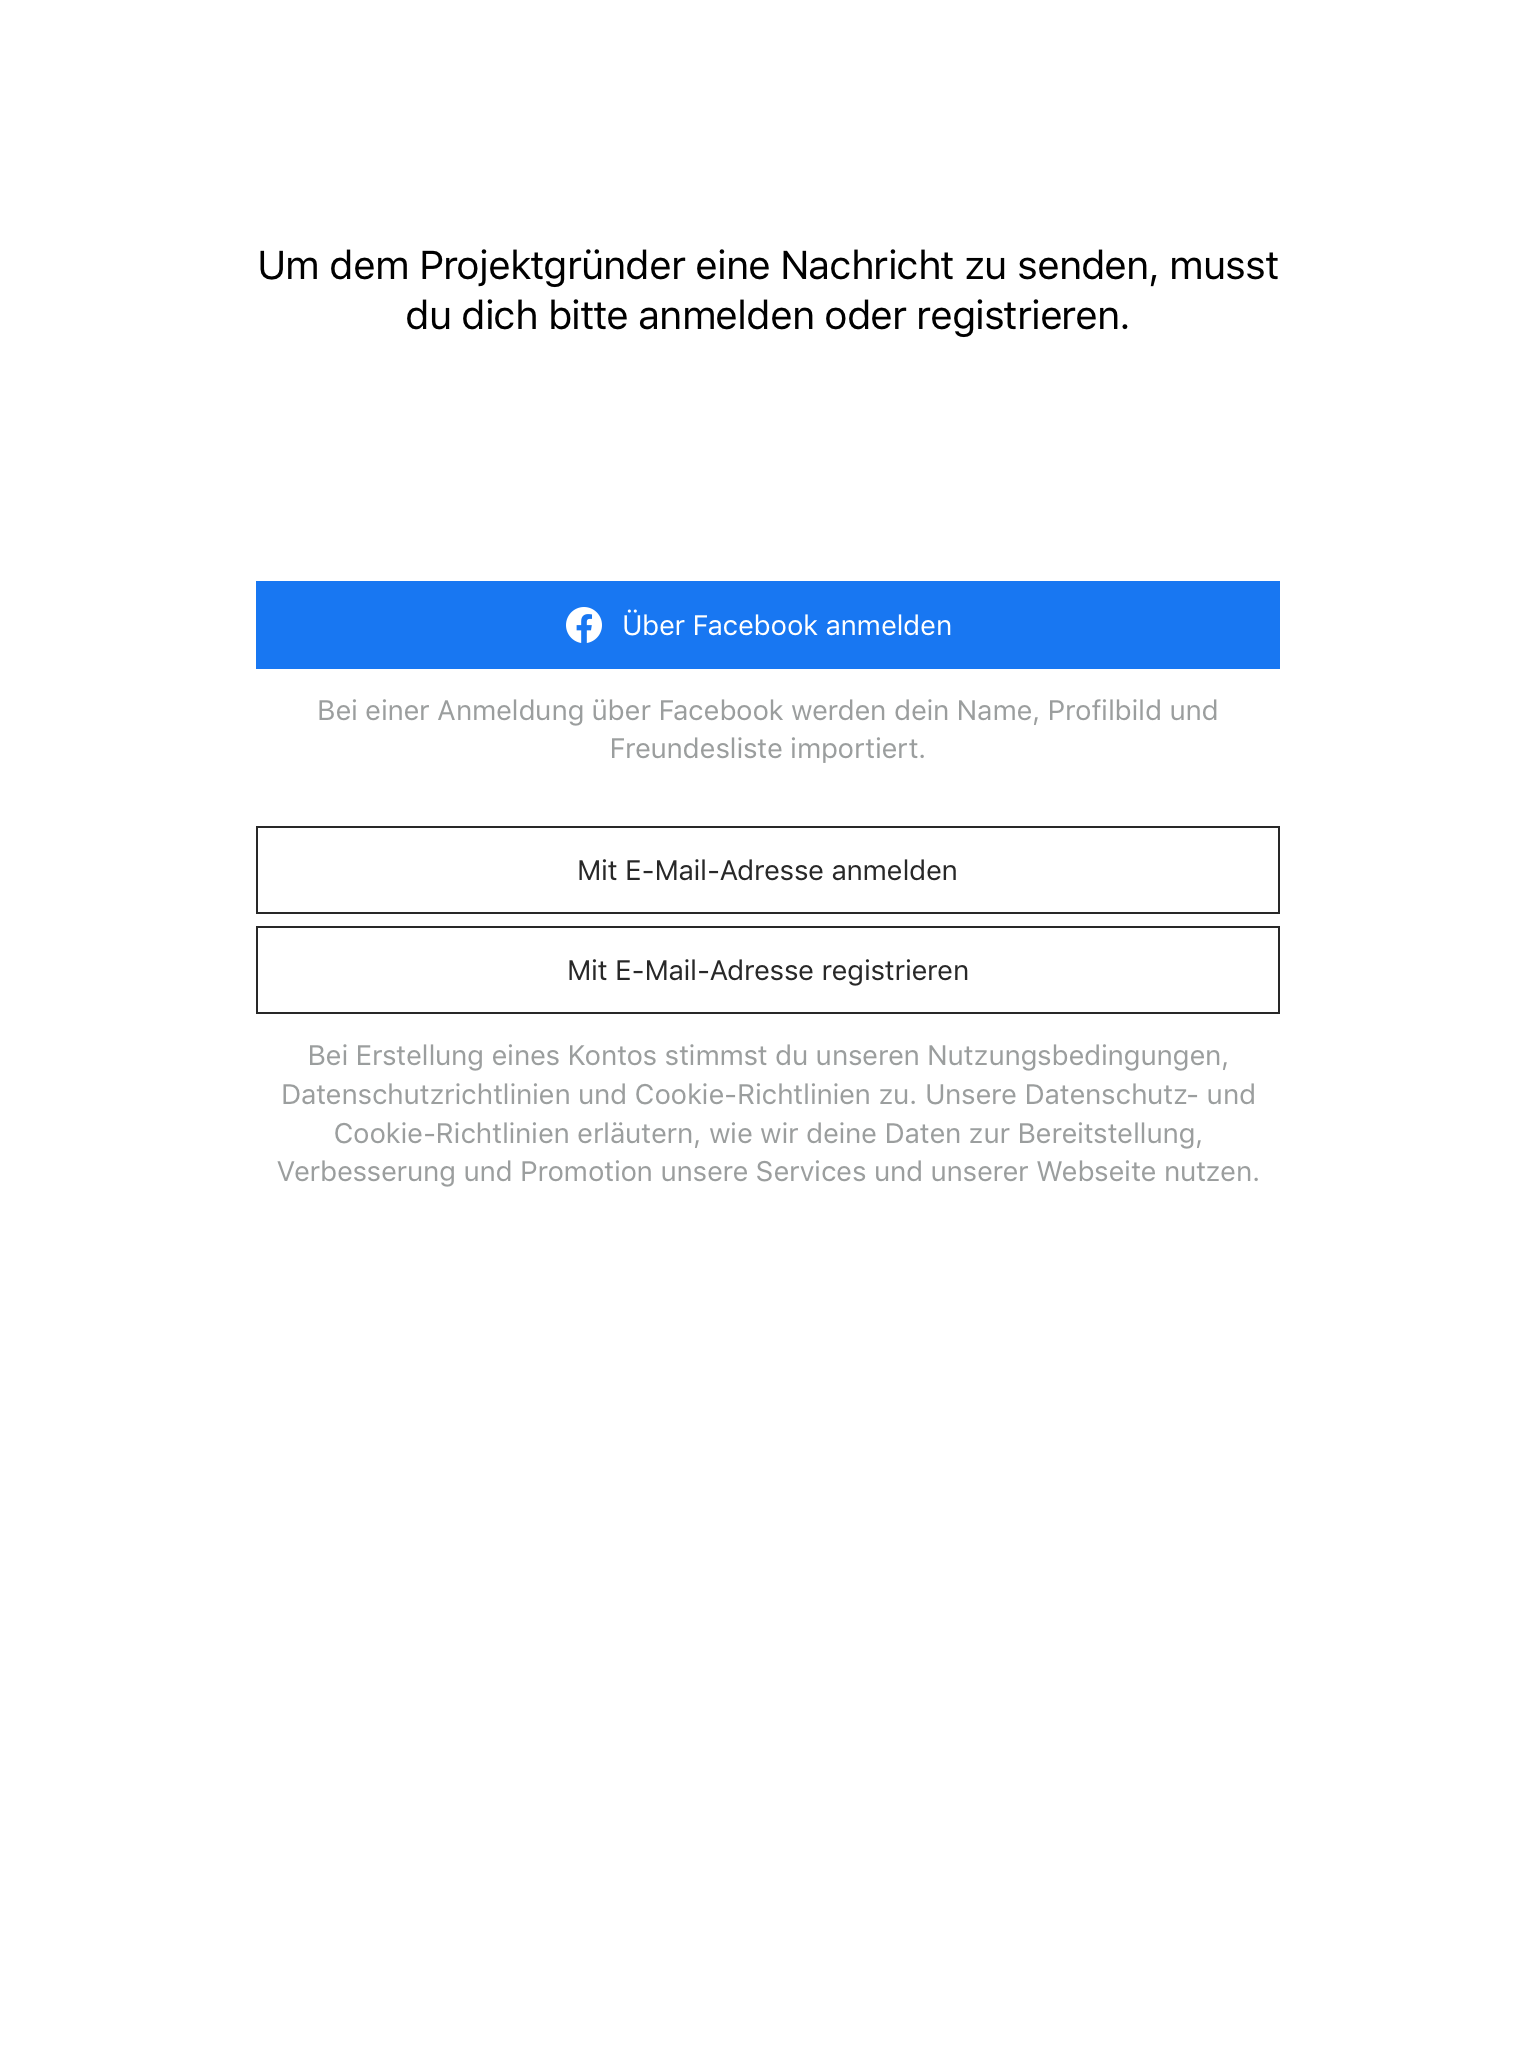 Um dem Projektgründer eine Nachricht zu senden, musst
du dich bitte anmelden oder registrieren.
Über Facebook anmelden
Bei einer Anmeldung über Facebook werden dein Name, Profilbild und
Freundesliste importiert.
Mit E-Mail-Adresse anmelden
Mit E-Mail-Adresse registrieren
Bei Erstellung eines Kontos stimmst du unseren Nutzungsbedingungen,
Datenschutzrichtlinien und Cookie-Richtlinien zu. Unsere Datenschutz- und
Cookie-Richtlinien erläutern, wie wir deine Daten zur Bereitstellung,
Verbesserung und Promotion unsere Services und unserer Webseite nutzen.